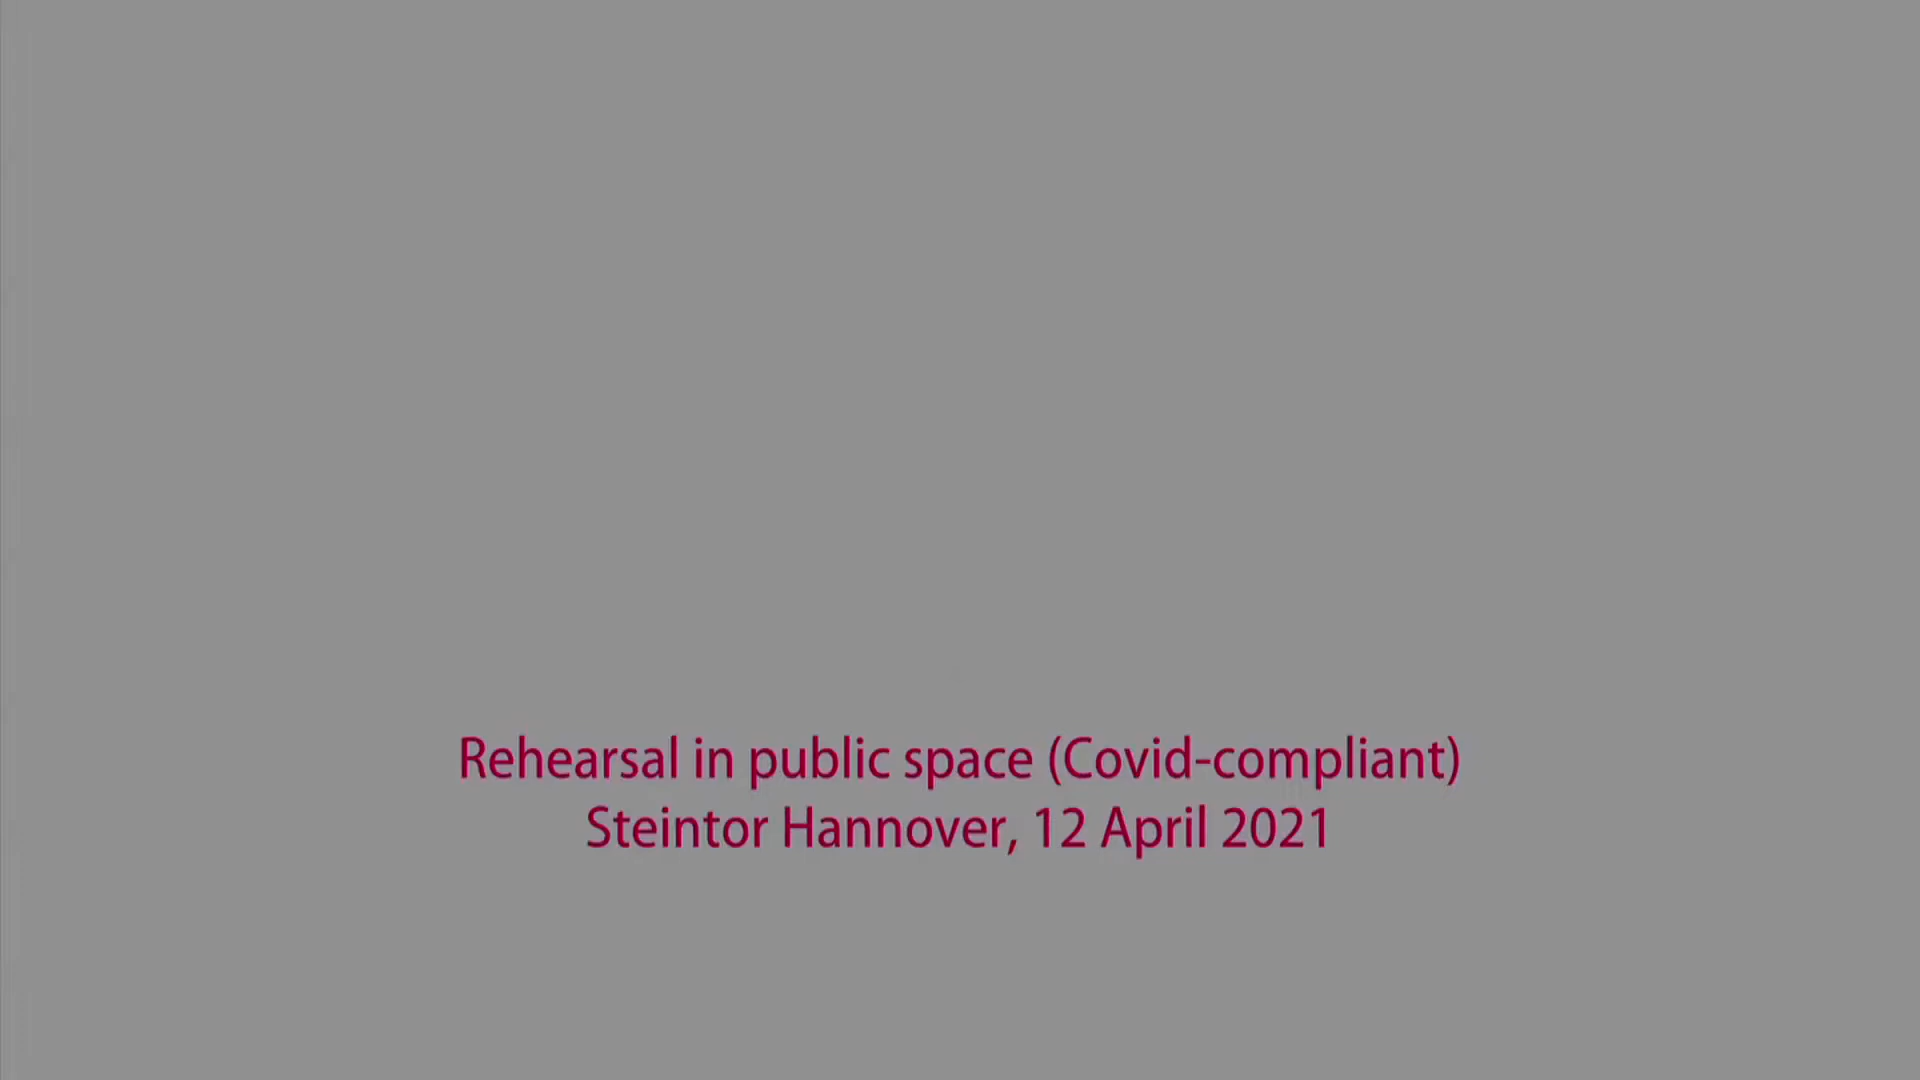 Rehearsal in public space (Covid-compliant)
Steintor Hannover, 12 April 2021